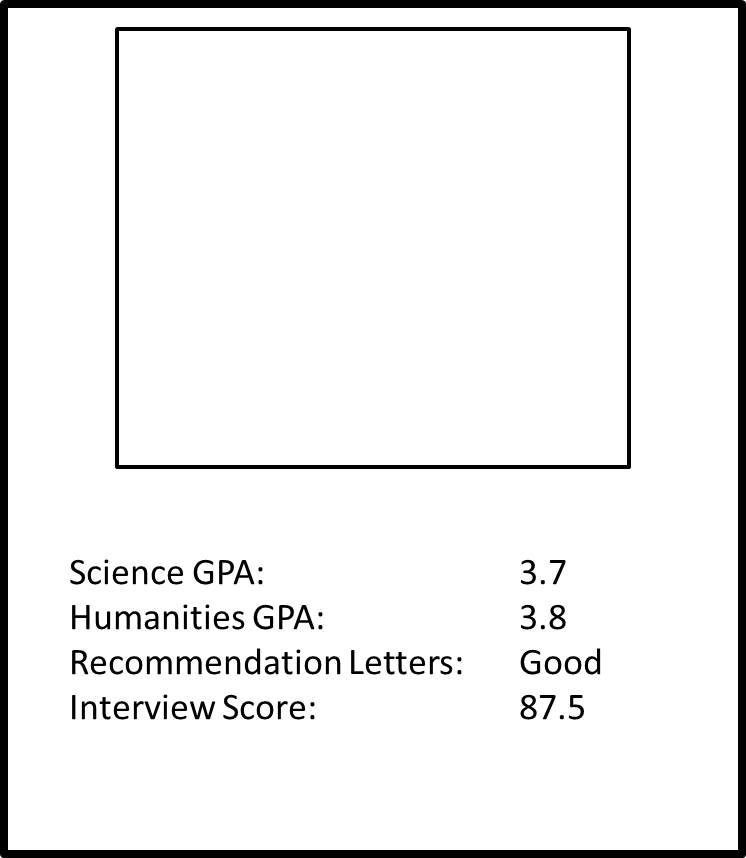 Science GPA: 3.7
Humanities GPA: 3.8
Recommendation Letters: Good
Interview Score: 87.5